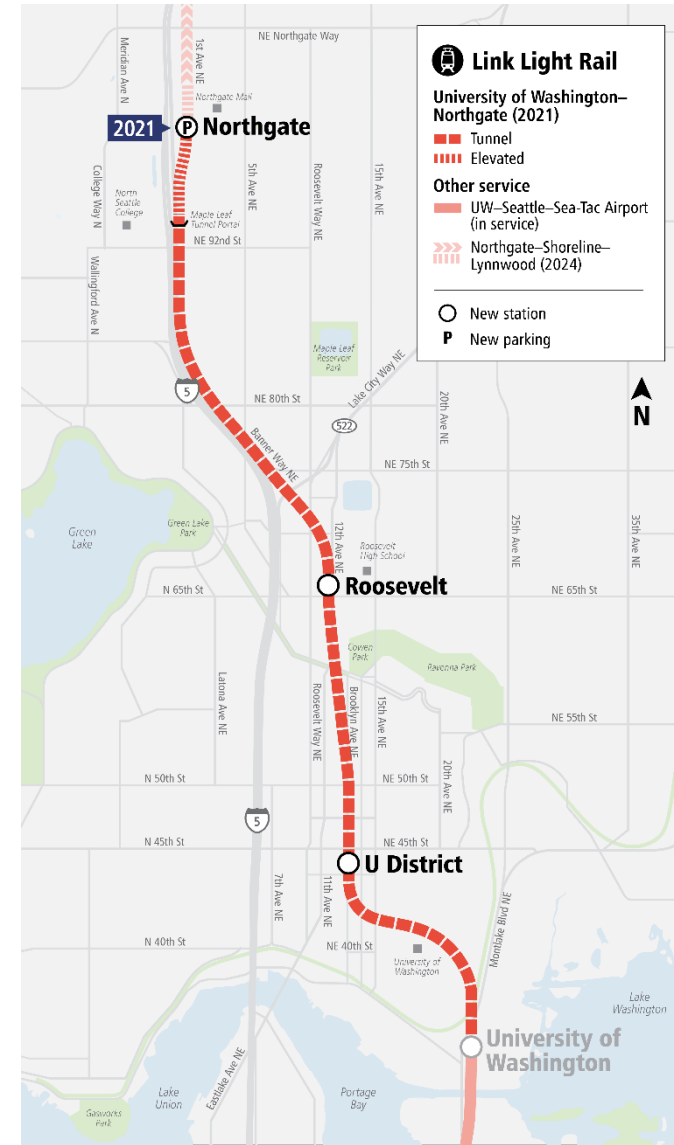 NE Northgate Way
Meridian Ave N
1st Ave NE
Northgate Mall
2021
P
Northgate
College Way N
North
Seattle
College
5th Ave NE
Roosevelt Way NE
15th Ave NE
Maple Leaf
Tunnel Portal
NE 92nd St
Wallingford Ave N
Link Light Rail
University of Washington–
Northgate (2021)
Tunnel
Elevated
Other service
UW–Seattle–Sea-Tac Airport
(in service)
Northgate–Shoreline–
Lynnwood (2024)
New station
P New parking
N
Maple Leaf
Reservoir
Park
Lake City Way NE
5
NE 80th St
522
20th Ave NE
Banner Way NE
NE 75th St
Green
Lake
Green Lake
Park
12th Ave NE
Roosevelt
High School
25th Ave NE
35th Ave NE
N 65th St
Roosevelt
NE 65th St
Cowen
Park
Ravenna Park
Latona Ave NE
Roosevelt Way NE
Brooklyn Ave NE
15th Ave NE
NE 55th St
20th Ave NE
N 50th St
NE 50th St
5
N 45th St
NE 45th St
U District
7th Ave NE
11th Ave NE
Montlake Blvd NE
N 40th St
NE 40th St
University of
Washington
Lake
Washington
University of
Washington
Eastlake Ave NE
Lake
Union
Portage
Bay
Gasworks
Park